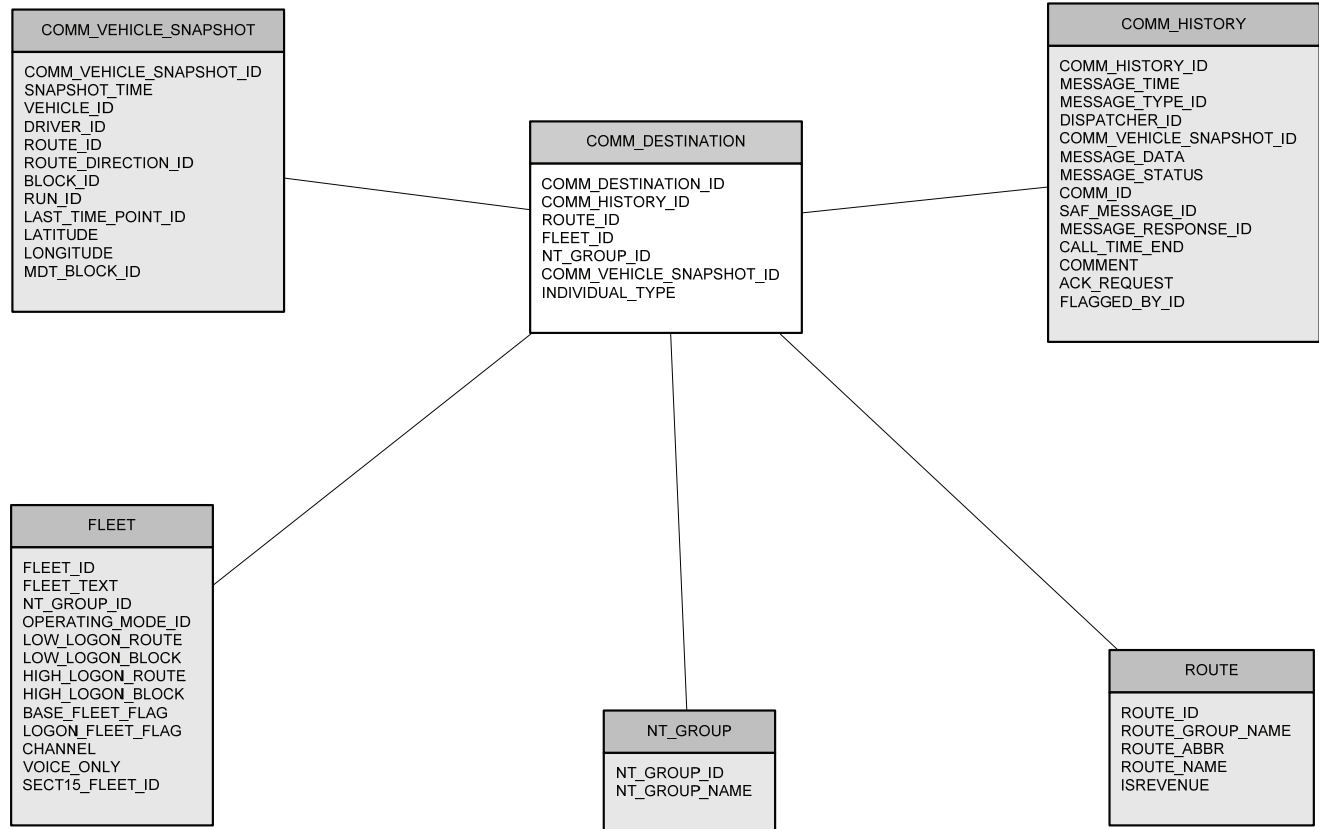 COMM_VEHICLE_SNAPSHOT
COMM_VEHICLE_SNAPSHOT_ID
SNAPSHOT_TIME
VEHICLE_ID
DRIVER_ID
ROUTE_ID
ROUTE_DIRECTION_ID
BLOCK_ID
RUN_ID
LAST_TIME_POINT_ID
LATITUDE
LONGITUDE
MDT_BLOCK_ID
COMM_DESTINATION
COMM_DESTINATION_ID
COMM_HISTORY_ID
ROUTE_ID
FLEET_ID
NT_GROUP_ID
COMM_VEHICLE_SNAPSHOT_ID
INDIVIDUAL_TYPE
COMM_HISTORY
COMM_HISTORY_ID
MESSAGE_TIME
MESSAGE_TYPE_ID
DISPATCHER_ID
COMM_VEHICLE_SNAPSHOT_ID
MESSAGE_DATA
MESSAGE_STATUS
COMM_ID
SAF_MESSAGE_ID
MESSAGE_RESPONSE_ID
CALL_TIME_END
COMMENT
ACK_REQUEST
FLAGGED_BY_ID
FLEET
FLEET_ID
FLEET_TEXT
NT_GROUP_ID
OPERATING_MODE_ID
LOW_LOGON_ROUTE
LOW_LOGON_BLOCK
HIGH_LOGON_ROUTE
HIGH_LOGON_BLOCK
BASE_FLEET_FLAG
LOGON_FLEET_FLAG
CHANNEL
VOICE_ONLY
SECT15_FLEET_ID
NT_GROUP
NT_GROUP_ID
NT_GROUP_NAME
ROUTE
ROUTE_ID
ROUTE_GROUP_NAME
ROUTE_ABBR
ROUTE_NAME
ISREVENUE